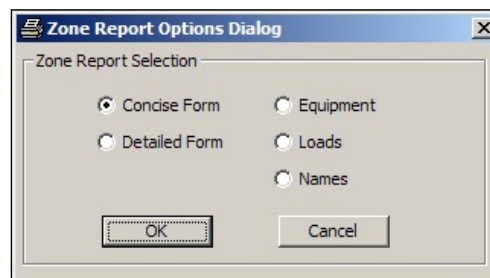 Zone Report Options Dialog
Zone Report Selection
Concise Form Equipment
Detailed Form Loads
Names
OK Cancel